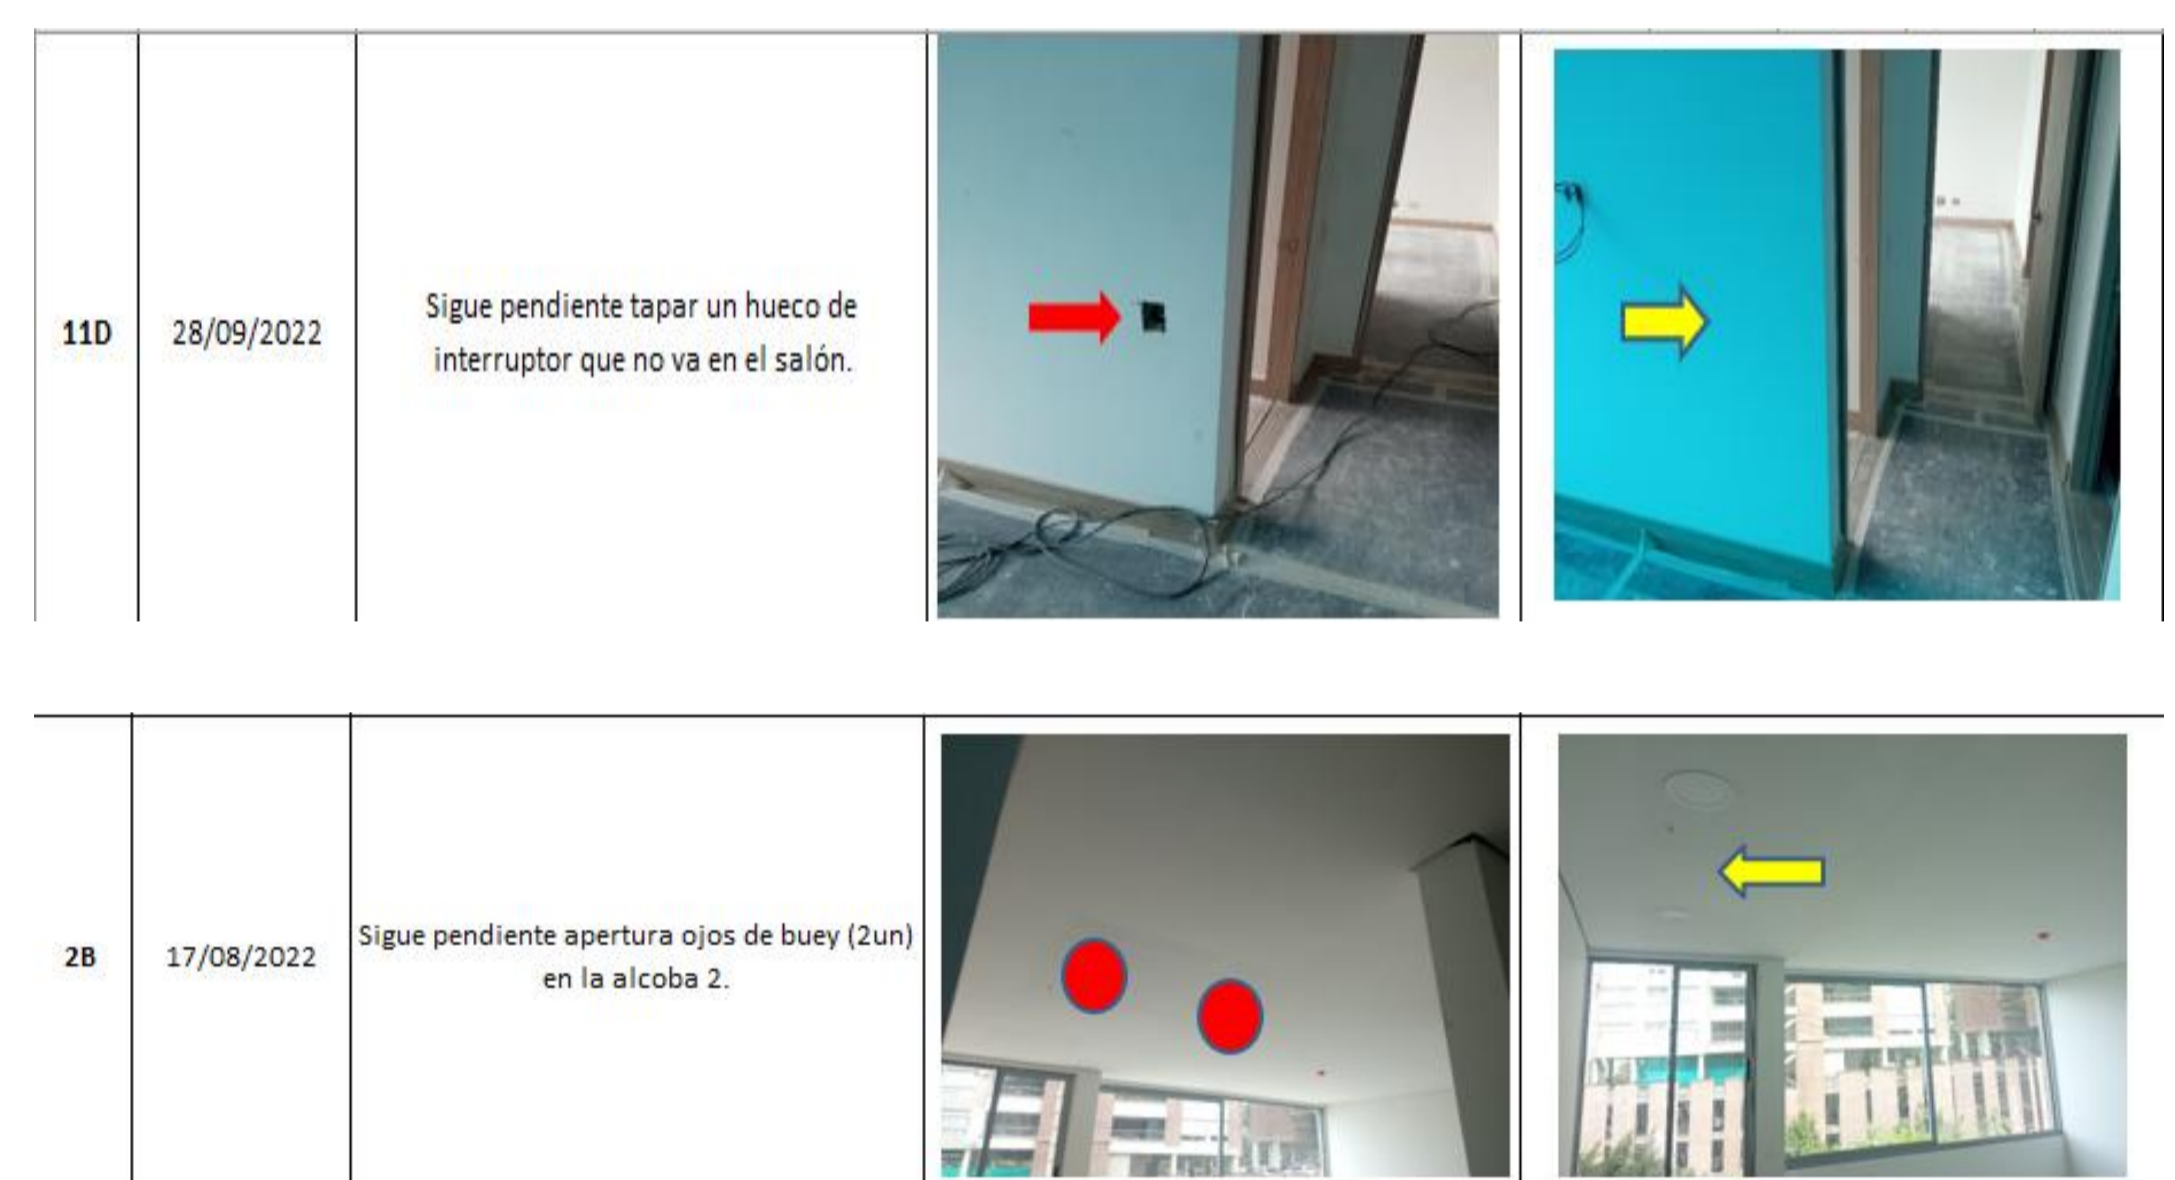 11D
28/09/2022
Sigue pendiente tapar un hueco de
interruptor que no va en el salón.
2B
17/08/2022
Sigue pendiente apertura ojos de buey (2un)
en la alcoba 2.